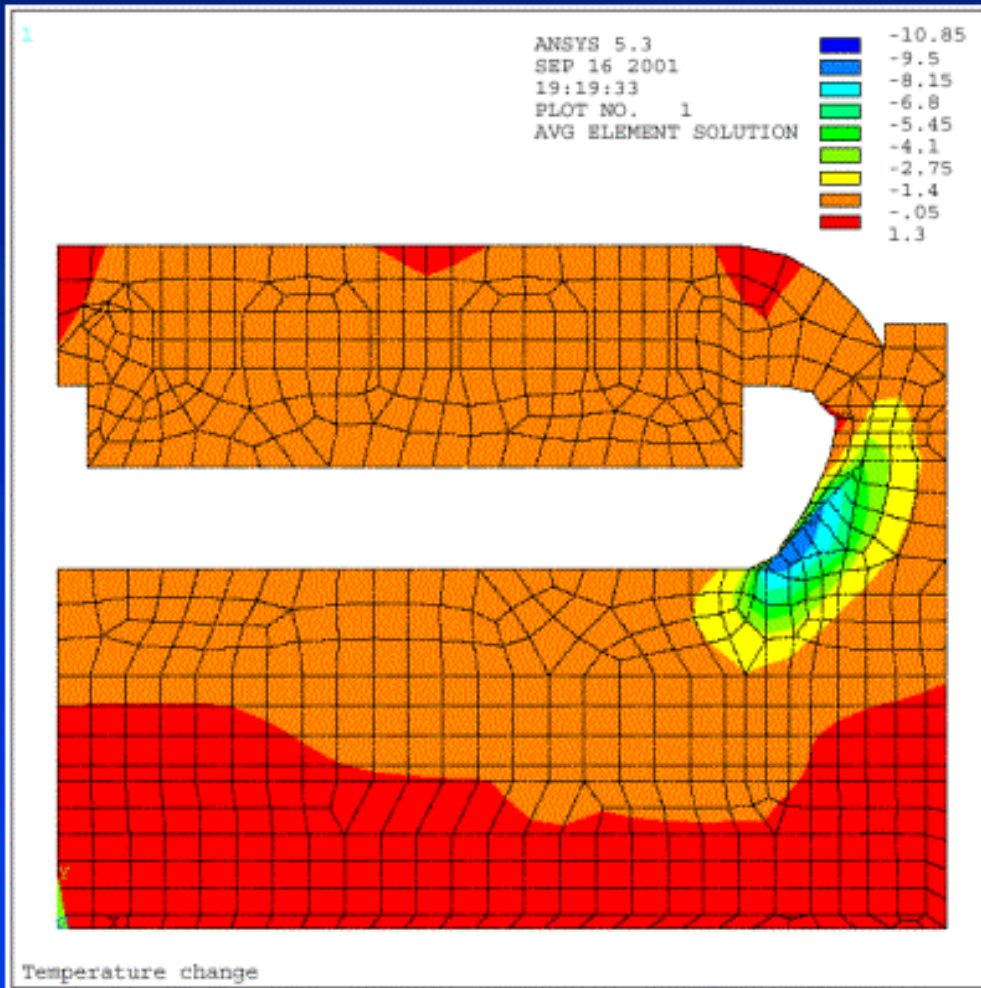 1
ANSYS 5.3
SEP 16 2001
19:19:33
PLOT NO. 1
AVG ELEMENT SOLUTION
-10.85
-9.5
-8.15
-6.8
-5.45
-4.1
-2.75
-1.4
-.05
1.3
Y
X
Temperature change